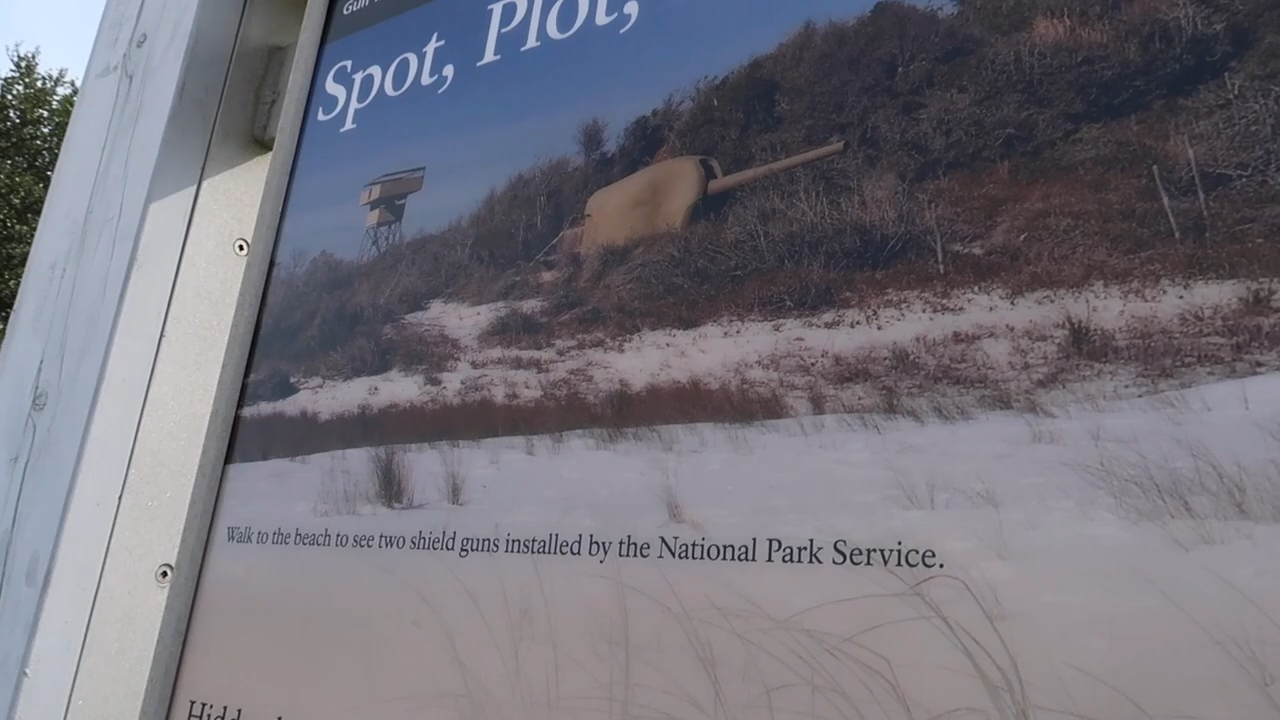 Spot, Plot,
Walk to the beach to see two shield guns installed by the National Park Service.